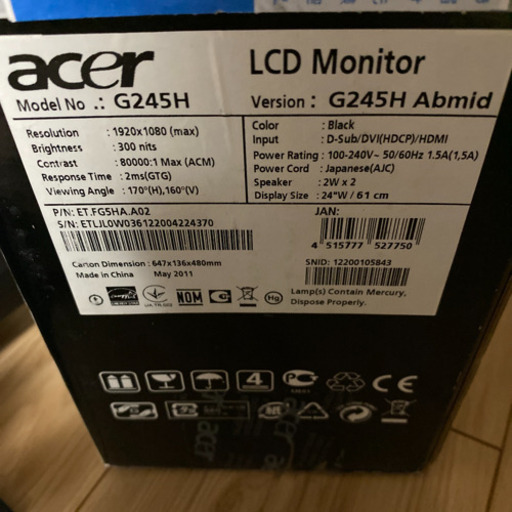 acer
LCD Monitor
Model No .: G245H
Version : G245H Abmid
Resolution : 1920x1080 (max)
Brightness : 300 nits
Contrast : 80000:1 Max (ACM)
Response Time : 2ms(GTG)
Viewing Angle : 170°(H),160°(V)
Color : Black
Input : D-Sub/DVI(HDCP)/HDMI
Power Rating : 100-240V~ 50/60Hz 1.5A(1,5A)
Power Cord : Japanese(AJC)
Speaker : 2W x 2
Display Size : 24"W / 61 cm
P/N: ET.FG5HA.A02
S/N: ETLJL0W036122004224370
JAN:
4 515777 527750
Carton Dimension : 647x136x480mm
Made in China May 2011
SNID: 12200105843
Lamp(s) Contain Mercury,
Dispose Properly.
NOM
Hg
4
CE
acer
acer